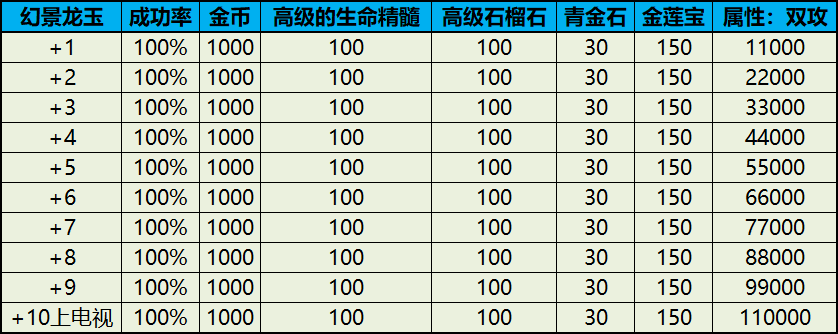 幻景龙玉 成功率 金币 高级的生命精髓 高级石榴石 青金石 金莲宝 属性：双攻
+1 100% 1000 100 100 30 150 11000
+2 100% 1000 100 100 30 150 22000
+3 100% 1000 100 100 30 150 33000
+4 100% 1000 100 100 30 150 44000
+5 100% 1000 100 100 30 150 55000
+6 100% 1000 100 100 30 150 66000
+7 100% 1000 100 100 30 150 77000
+8 100% 1000 100 100 30 150 88000
+9 100% 1000 100 100 30 150 99000
+10上电视 100% 1000 100 100 30 150 110000